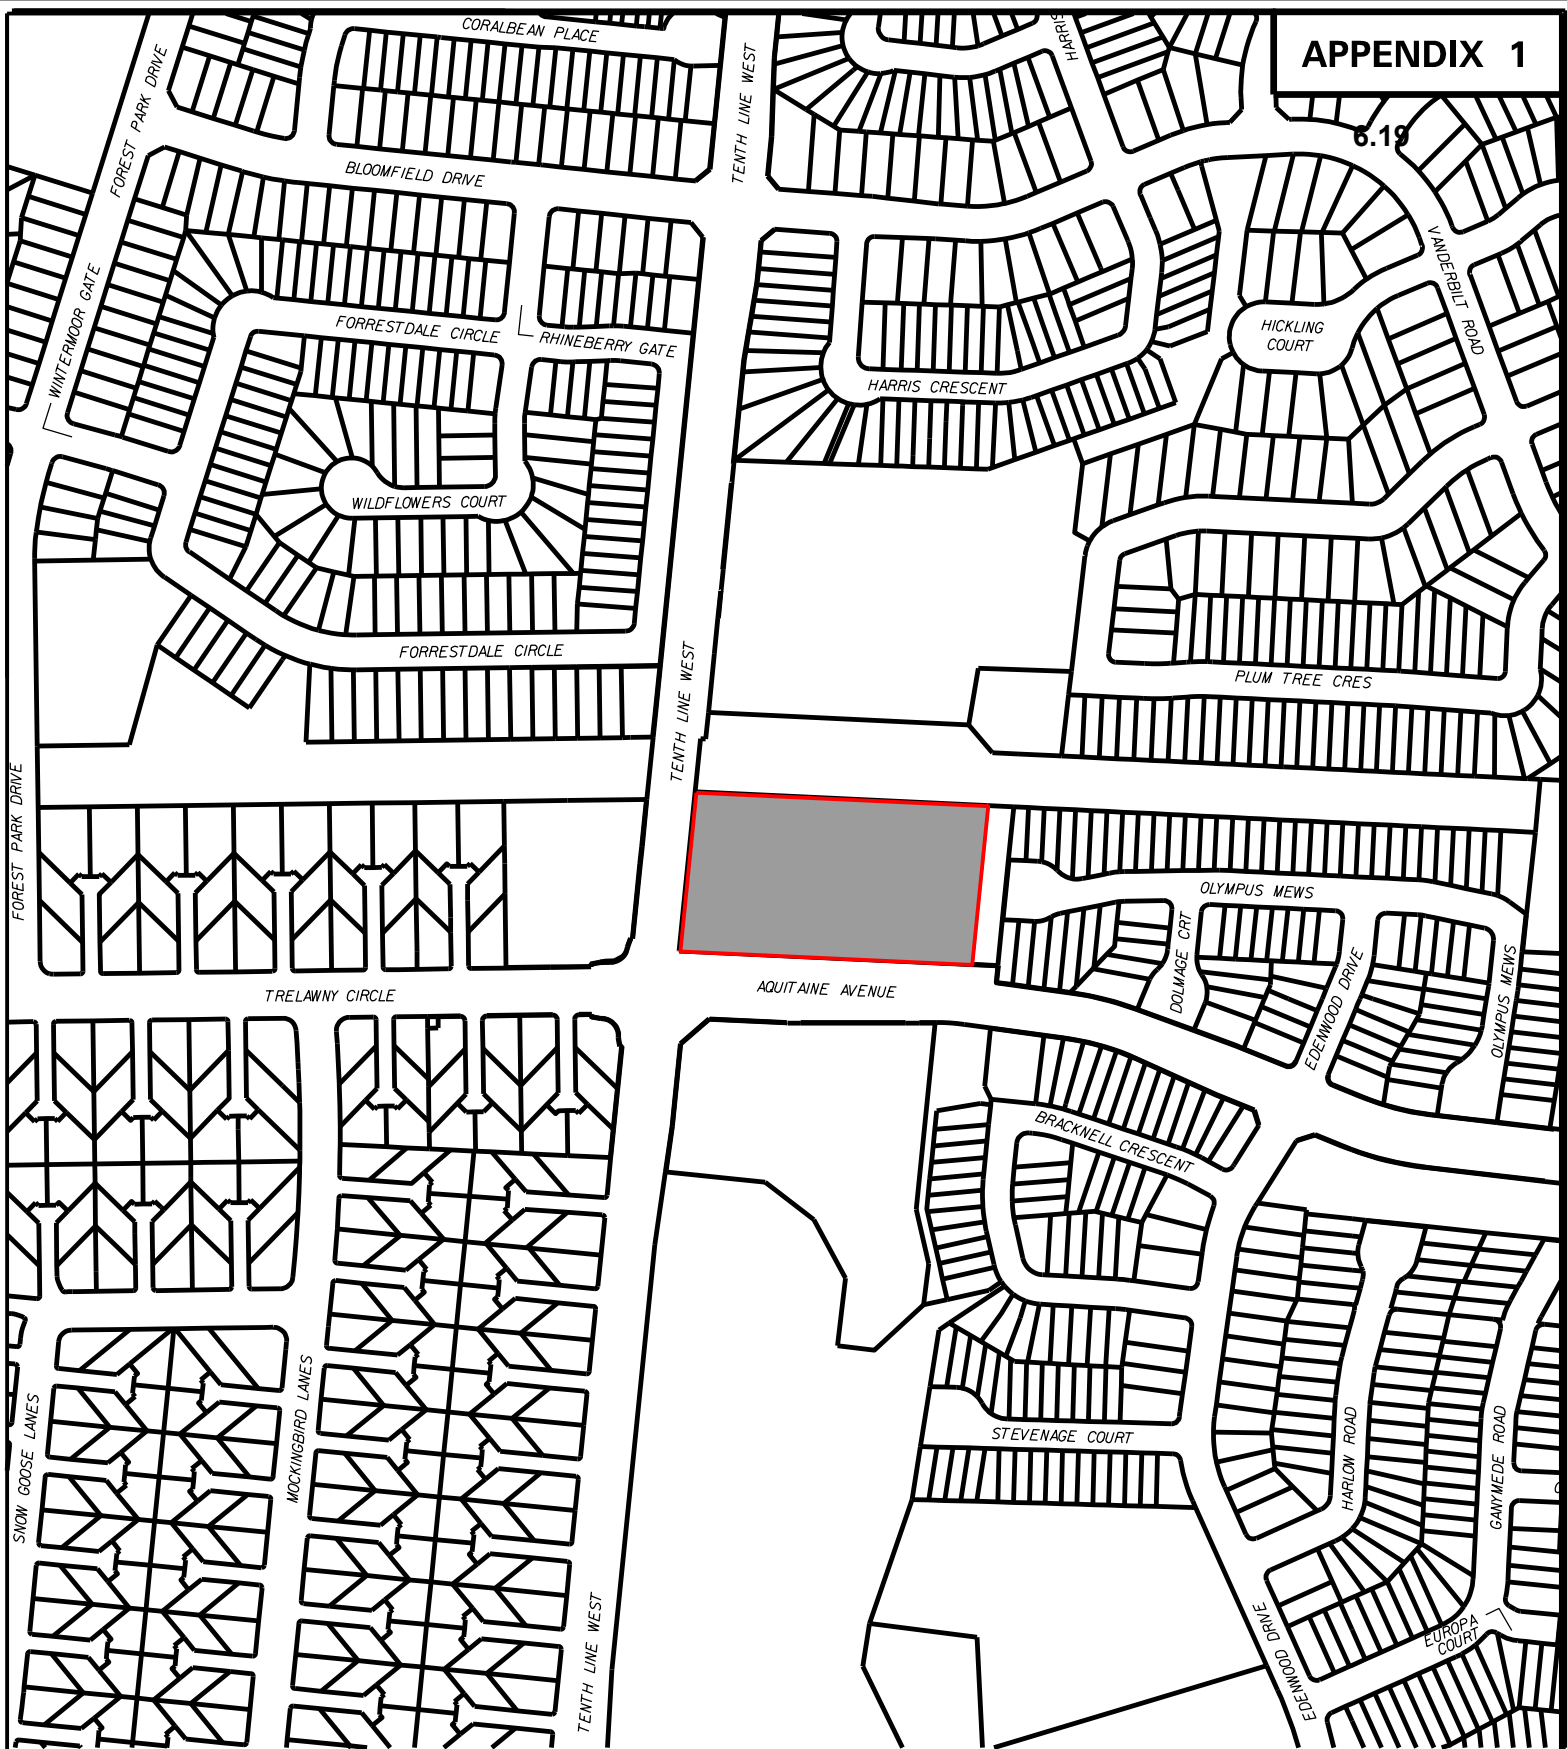 APPENDIX 1
6.19
CORALBEAN PLACE
TENTH LINE WEST
HARRIS
FOREST PARK DRIVE
BLOOMFIELD DRIVE
VANDERBILT ROAD
WINTERMOOR GATE
FORRESTDALE CIRCLE
RHINEBERRY GATE
HICKLING
COURT
HARRIS CRESCENT
WILDFLOWERS COURT
FORRESTDALE CIRCLE
TENTH LINE WEST
PLUM TREE CRES
FOREST PARK DRIVE
OLYMPUS MEWS
DOLMAGE CRT
EDENWOOD DRIVE
OLYMPUS MEWS
TRELAWNY CIRCLE
AQUITAINE AVENUE
BRACKNELL CRESCENT
SNOW GOOSE LANES
MOCKINGBIRD LANES
STEVENAGE COURT
HARLOW ROAD
GANYMEDE ROAD
TENTH LINE WEST
EDENWOOD DRIVE
EUROPA
COURT